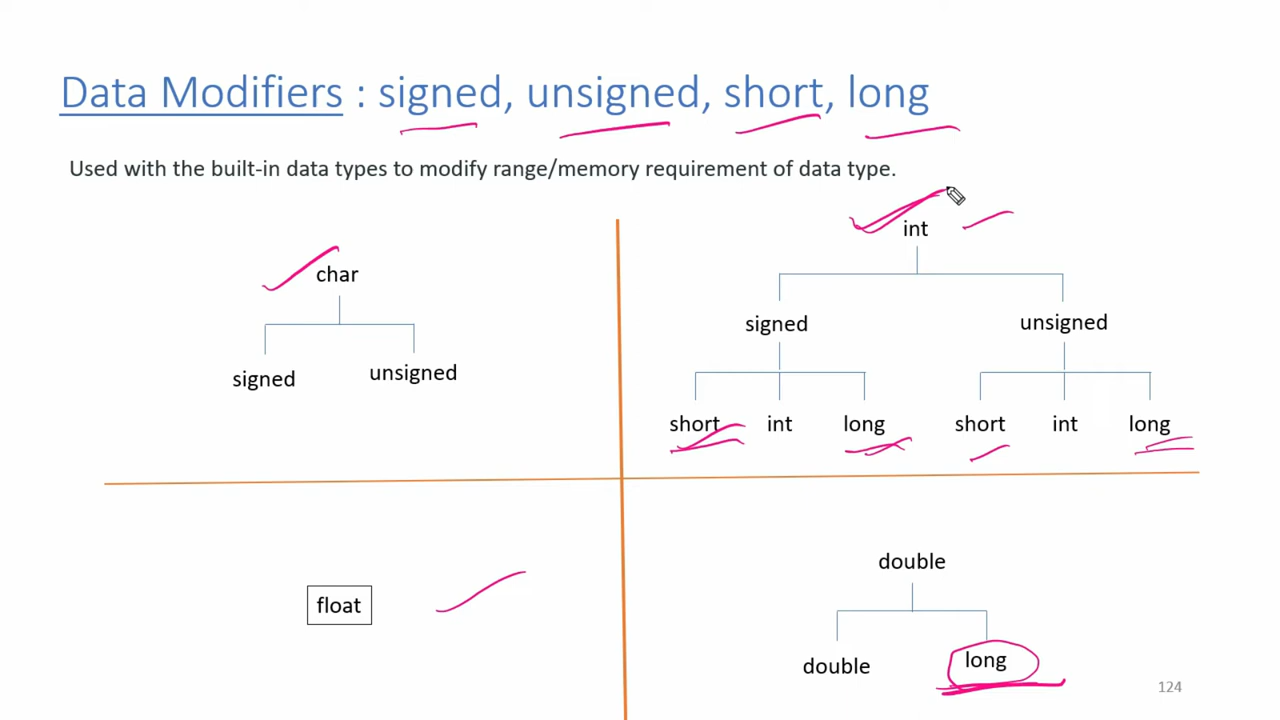 Data Modifiers : signed, unsigned, short, long
Used with the built-in data types to modify range/memory requirement of data type.
char
signed
unsigned
int
signed
unsigned
short
int
long
short
int
long
float
double
double
long
124